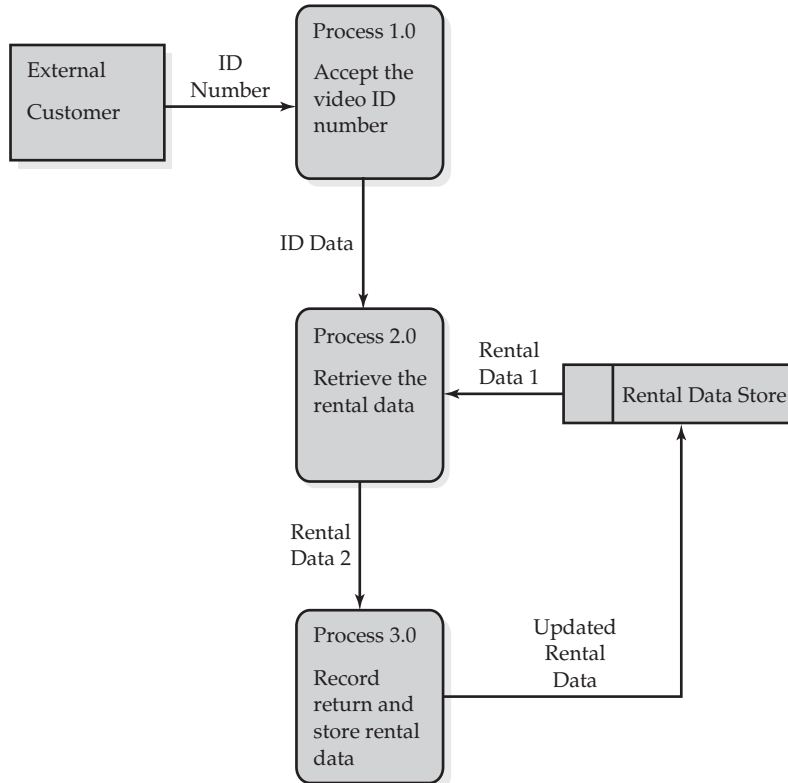 External
Customer
ID
Number
Process 1.0
Accept the
video ID
number
ID Data
Process 2.0
Retrieve the
rental data
Rental
Data 1
Rental Data Store
Rental
Data 2
Process 3.0
Record
return and
store rental
data
Updated
Rental
Data